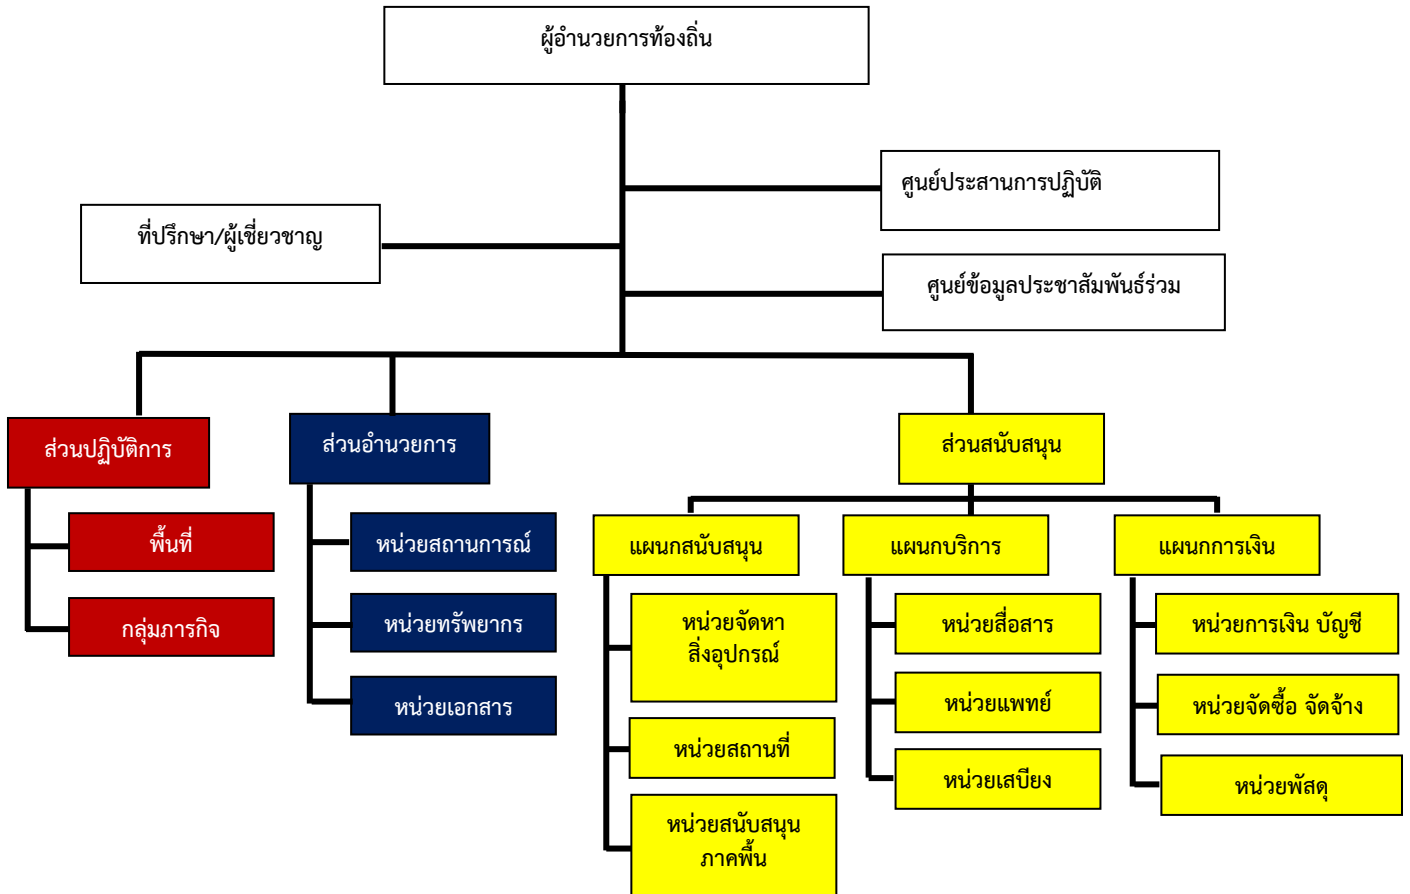 ผู้อำนวยการท้องถิ่น
ศูนย์ประสานการปฏิบัติ
ที่ปรึกษา/ผู้เชี่ยวชาญ
ศูนย์ข้อมูลประชาสัมพันธ์ร่วม
ส่วนปฏิบัติการ
พื้นที่
กลุ่มภารกิจ
ส่วนอำนวยการ
หน่วยสถานการณ์
หน่วยทรัพยากร
หน่วยเอกสาร
ส่วนสนับสนุน
แผนกสนับสนุน
หน่วยจัดหา
สิ่งอุปกรณ์
หน่วยสถานที่
หน่วยสนับสนุน
ภาคพื้น
แผนกบริการ
หน่วยสื่อสาร
หน่วยแพทย์
หน่วยเสบียง
แผนกการเงิน
หน่วยการเงิน บัญชี
หน่วยจัดซื้อ จัดจ้าง
หน่วยพัสดุ